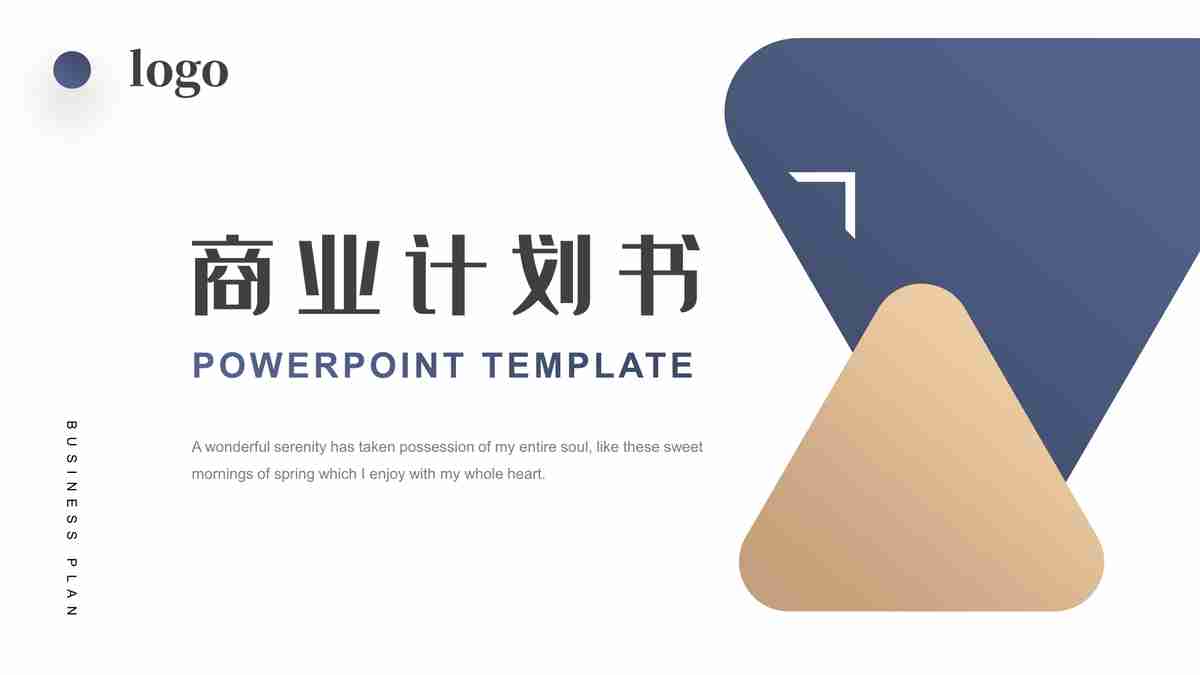 logo
商业计划书
POWERPOINT TEMPLATE
A wonderful serenity has taken possession of my entire soul, like these sweet
mornings of spring which I enjoy with my whole heart.
BUSINESS PLAN